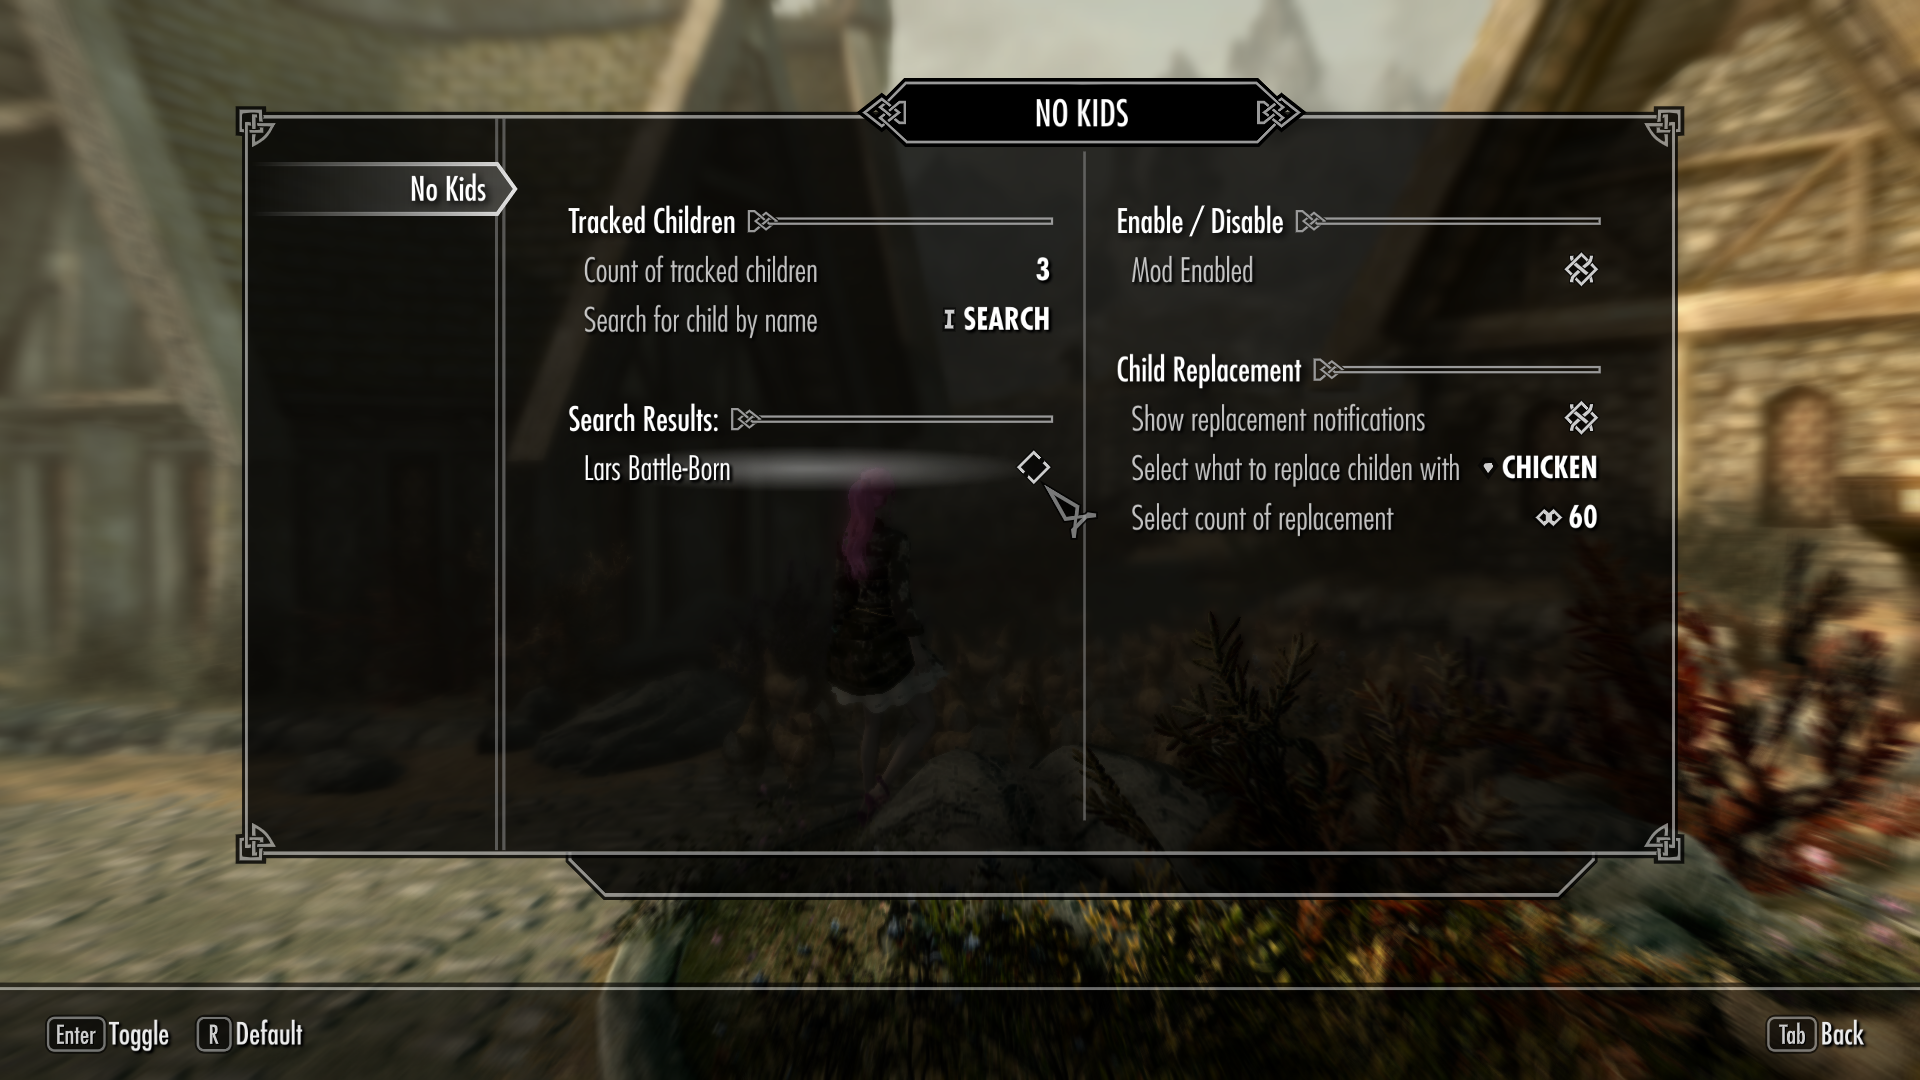 NO KIDS
No Kids
Tracked Children
Count of tracked children 3
Search for child by name SEARCH
Search Results:
Lars Battle-Born
Enable / Disable
Mod Enabled
Child Replacement
Show replacement notifications
Select what to replace childen with CHICKEN
Select count of replacement 60
Enter Toggle R Default
Tab Back